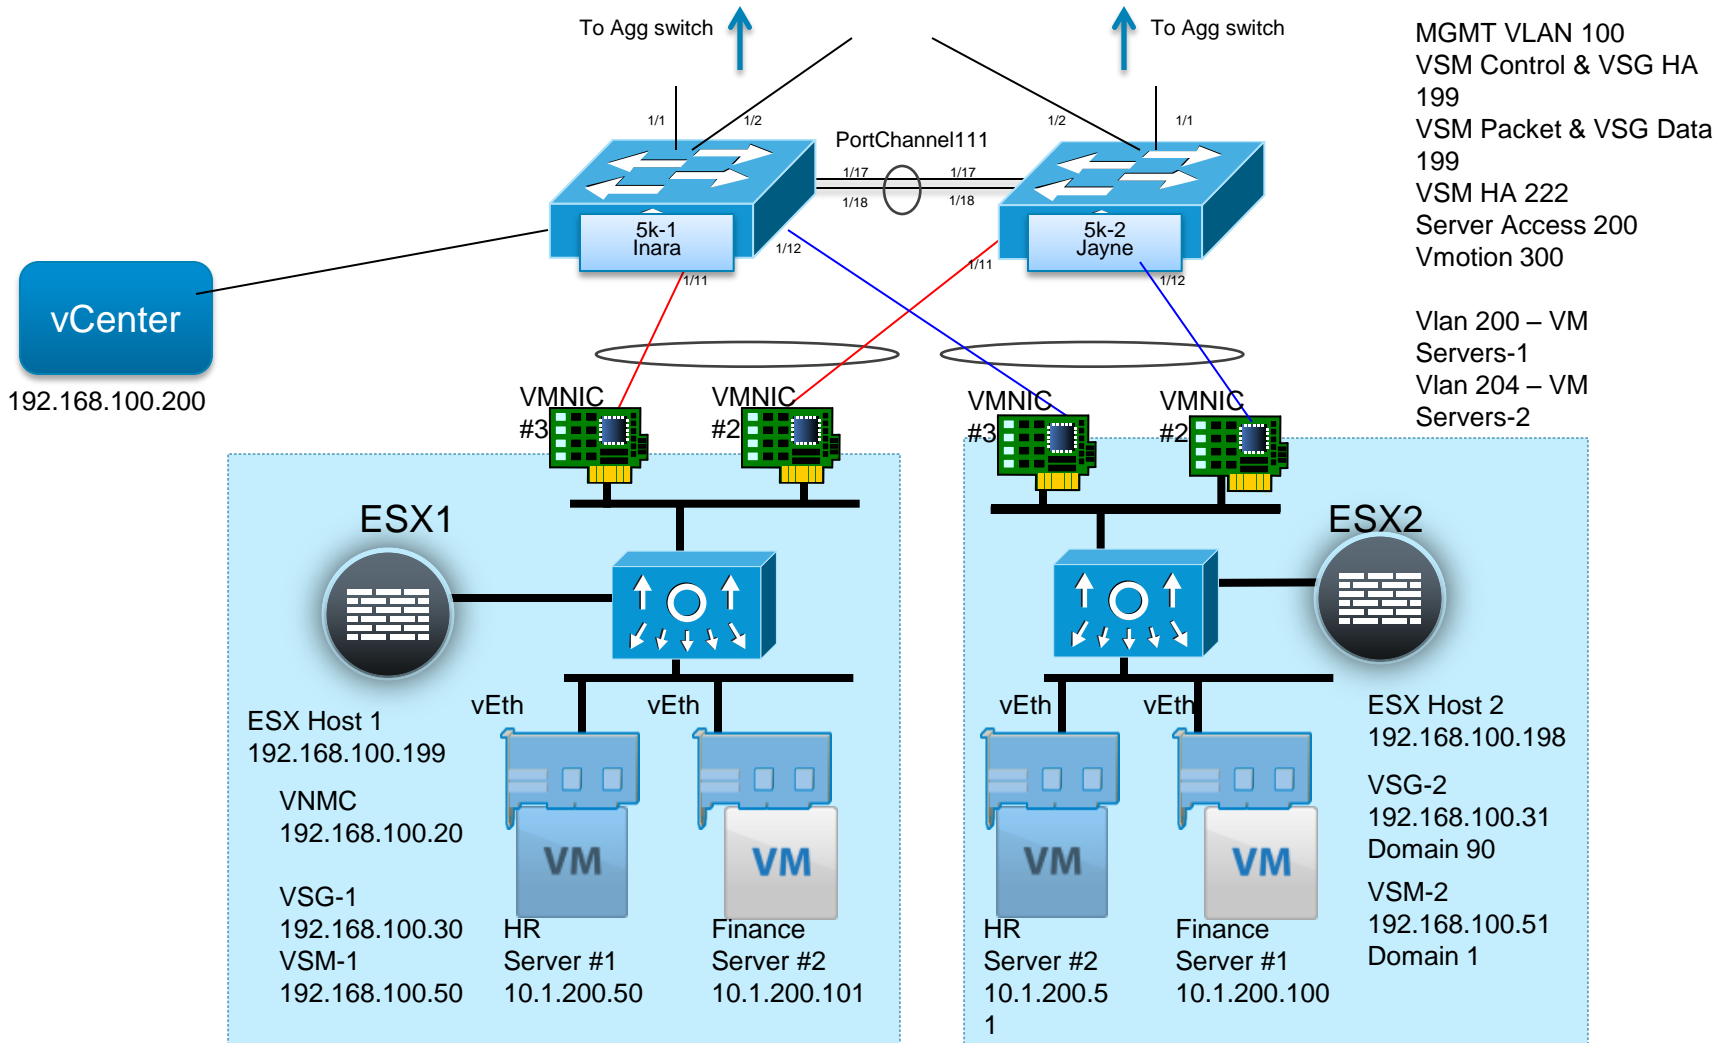 To Agg switch
To Agg switch
MGMT VLAN 100
VSM Control & VSG HA
199
VSM Packet & VSG Data
199
VSM HA 222
Server Access 200
Vmotion 300
Vlan 200 – VM
Servers-1
Vlan 204 – VM
Servers-2
1/1
1/2
1/2
1/1
PortChannel111
1/17
1/17
1/18
1/18
5k-1
Inara
5k-2
Jayne
1/12
1/11
1/11
1/12
vCenter
192.168.100.200
VMNIC
#3
VMNIC
#2
VMNIC
#3
VMNIC
#2
ESX1
ESX2
vEth
vEth
vEth
vEth
ESX Host 1
192.168.100.199
VNMC
192.168.100.20
VSG-1
192.168.100.30
VSM-1
192.168.100.50
VM
VM
HR
Server #1
10.1.200.50
Finance
Server #2
10.1.200.101
VM
VM
HR
Server #2
10.1.200.5
1
Finance
Server #1
10.1.200.100
ESX Host 2
192.168.100.198
VSG-2
192.168.100.31
Domain 90
VSM-2
192.168.100.51
Domain 1